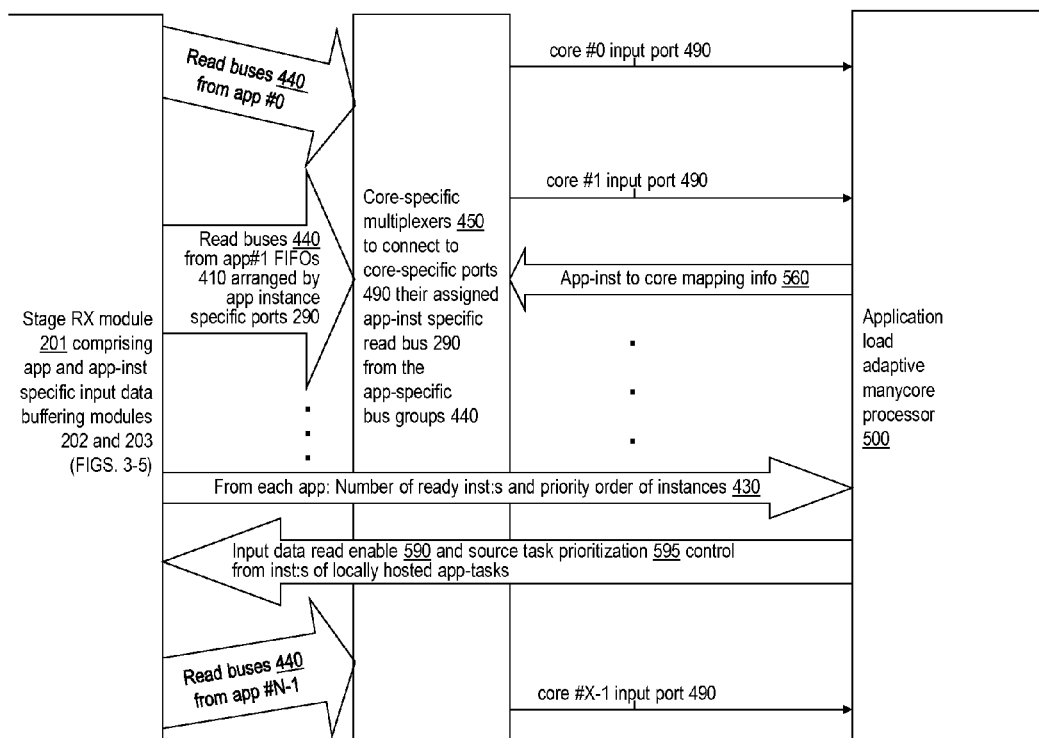 Read buses 440
from app #0
core #0 input port 490
core #1 input port 490
Read buses 440
from app#1 FIFOs
410 arranged by
app instance
specific ports 290
Core-specific
multiplexers 450
to connect to
core-specific ports
490 their assigned
app-inst specific
read bus 290
from the
app-specific
bus groups 440
App-inst to core mapping info 560
Stage RX module
201 comprising
app and app-inst
specific input data
buffering modules
202 and 203
(FIGS. 3-5)
Application
load
adaptive
manycore
processor
500
From each app: Number of ready inst:s and priority order of instances 430
Input data read enable 590 and source task prioritization 595 control
from inst:s of locally hosted app-tasks
Read buses 440
from app #N-1
core #X-1 input port 490